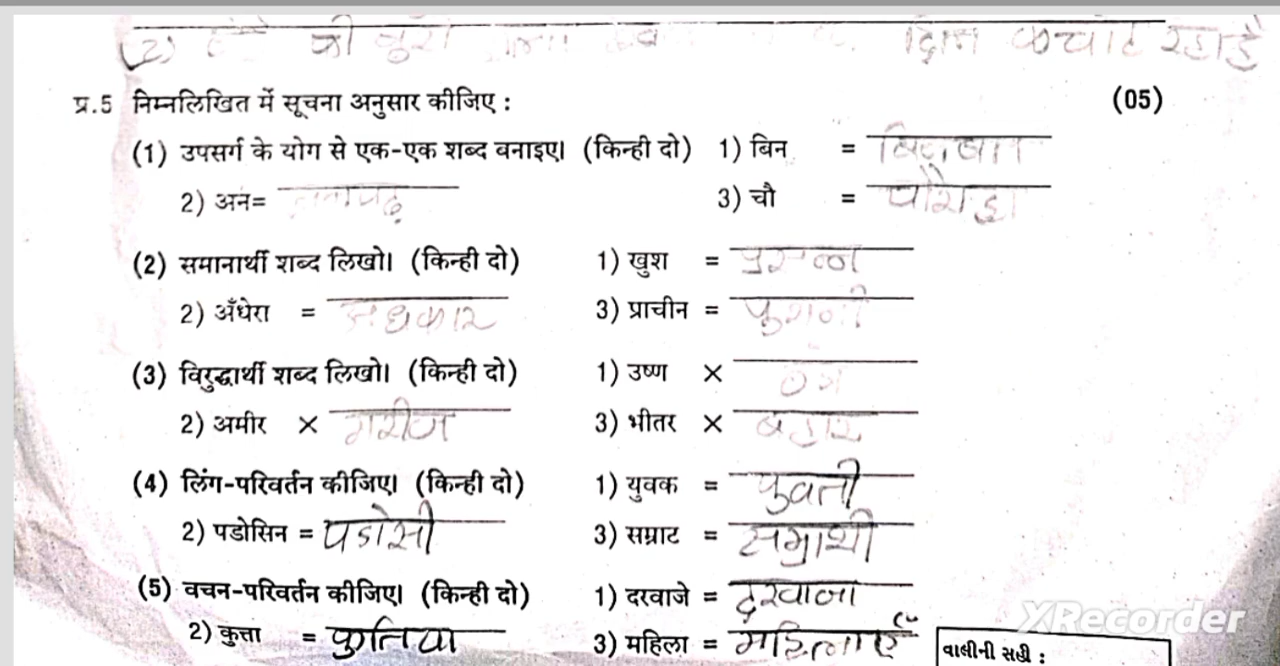 (2) की दिल कचोट रहा है
प्र.5 निम्नलिखित में सूचना अनुसार कीजिए : (05)
(1) उपसर्ग के योग से एक-एक शब्द बनाइए। (किन्ही दो) 1) बिन =
2) अन= 3) चौ = चौराहा
(2) समानार्थी शब्द लिखो। (किन्ही दो) 1) खुश = प्रसन्न
2) अँधेरा = अंधकार 3) प्राचीन =
(3) विरुद्धार्थी शब्द लिखो। (किन्ही दो) 1) उष्ण ×
2) अमीर × गरीब 3) भीतर × बहार
(4) लिंग-परिवर्तन कीजिए। (किन्ही दो) 1) युवक = युवती
2) पडोसिन = पडोसी 3) सम्राट =
(5) वचन-परिवर्तन कीजिए। (किन्ही दो) 1) दरवाजे = दरवाजा
2) कुत्ता = कुतिया 3) महिला = महिलाएँ
वालीनी सही :
XRecorder